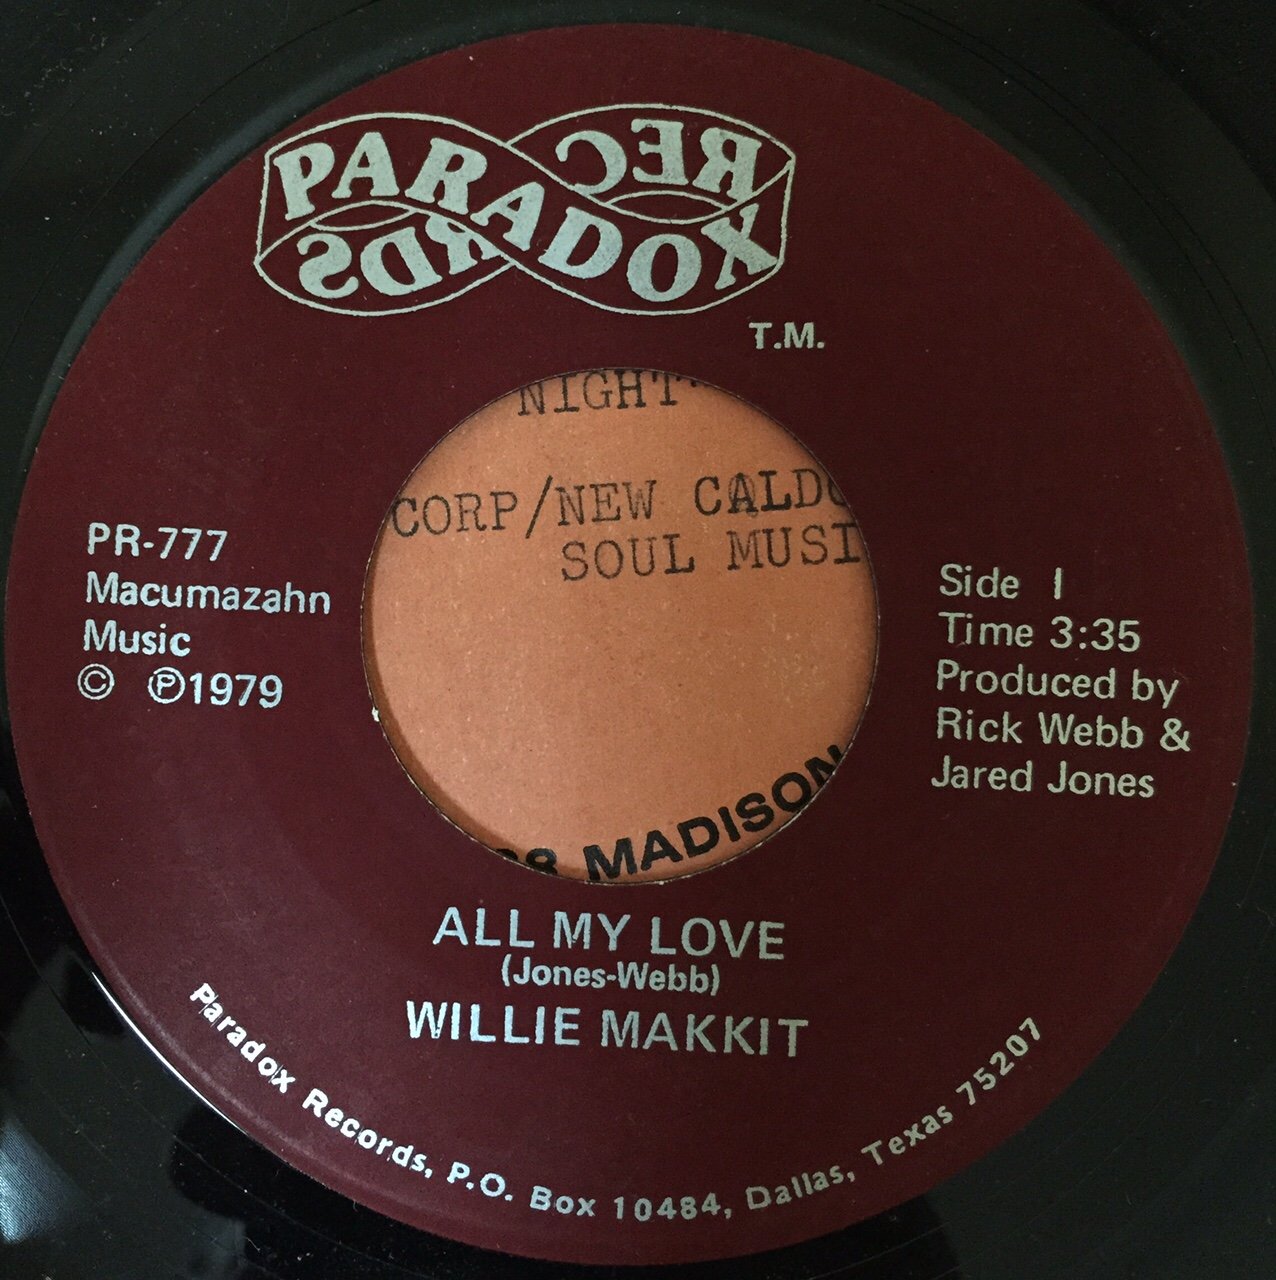 PARADOX
RECORDS
T.M.
NIGHT"
CORP/NEW CALDO
SOUL MUSI
PR-777
Macumazahn
Music
© ℗1979
Side I
Time 3:35
Produced by
Rick Webb &
Jared Jones
MADISON
ALL MY LOVE
(Jones-Webb)
WILLIE MAKKIT
Paradox Records, P.O. Box 10484, Dallas, Texas 75207